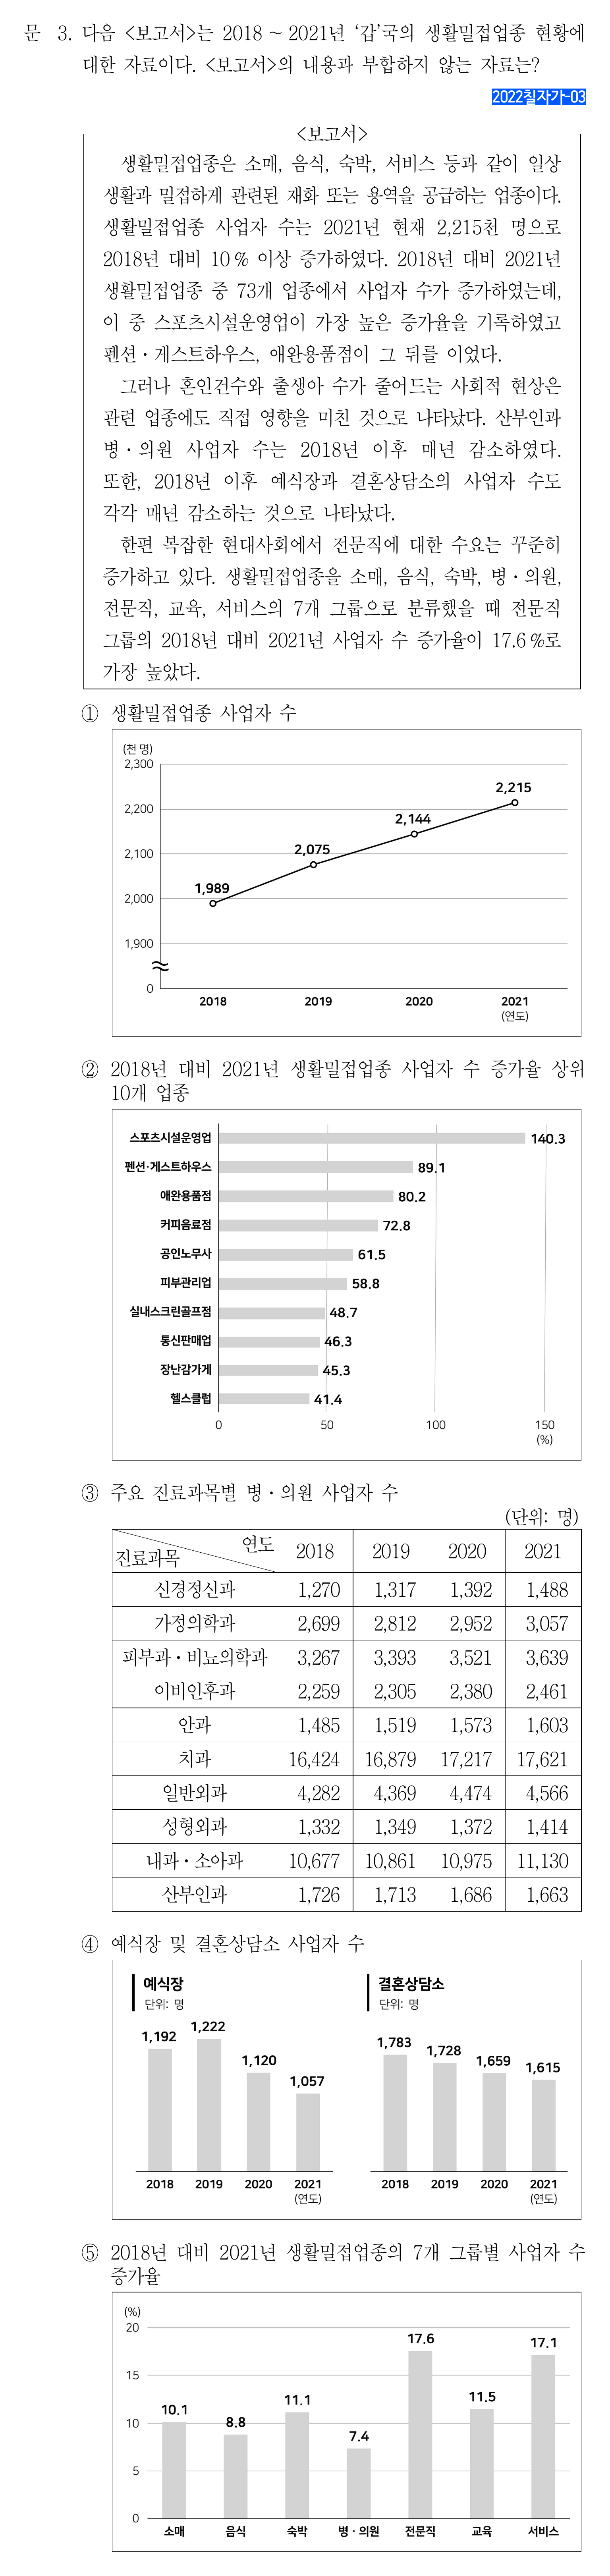 문 3. 다음 <보고서>는 2018 ~ 2021년 ‘갑’국의 생활밀접업종 현황에
대한 자료이다. <보고서>의 내용과 부합하지 않는 자료는?
2022칠자가-03
<보고서>
생활밀접업종은 소매, 음식, 숙박, 서비스 등과 같이 일상
생활과 밀접하게 관련된 재화 또는 용역을 공급하는 업종이다.
생활밀접업종 사업자 수는 2021년 현재 2,215천 명으로
2018년 대비 10 % 이상 증가하였다. 2018년 대비 2021년
생활밀접업종 중 73개 업종에서 사업자 수가 증가하였는데,
이 중 스포츠시설운영업이 가장 높은 증가율을 기록하였고
펜션·게스트하우스, 애완용품점이 그 뒤를 이었다.
그러나 혼인건수와 출생아 수가 줄어드는 사회적 현상은
관련 업종에도 직접 영향을 미친 것으로 나타났다. 산부인과
병·의원 사업자 수는 2018년 이후 매년 감소하였다.
또한, 2018년 이후 예식장과 결혼상담소의 사업자 수도
각각 매년 감소하는 것으로 나타났다.
한편 복잡한 현대사회에서 전문직에 대한 수요는 꾸준히
증가하고 있다. 생활밀접업종을 소매, 음식, 숙박, 병·의원,
전문직, 교육, 서비스의 7개 그룹으로 분류했을 때 전문직
그룹의 2018년 대비 2021년 사업자 수 증가율이 17.6 %로
가장 높았다.
① 생활밀접업종 사업자 수
(천 명)
2,300
2,200
2,100
2,000
1,900
0
1,989
2,075
2,144
2,215
2018 2019 2020 2021
(연도)
② 2018년 대비 2021년 생활밀접업종 사업자 수 증가율 상위
10개 업종
스포츠시설운영업 140.3
펜션·게스트하우스 89.1
애완용품점 80.2
커피음료점 72.8
공인노무사 61.5
피부관리업 58.8
실내스크린골프점 48.7
통신판매업 46.3
장난감가게 45.3
헬스클럽 41.4
0 50 100 150
(%)
③ 주요 진료과목별 병·의원 사업자 수
(단위: 명)
진료과목 연도 2018 2019 2020 2021
신경정신과 1,270 1,317 1,392 1,488
가정의학과 2,699 2,812 2,952 3,057
피부과·비뇨의학과 3,267 3,393 3,521 3,639
이비인후과 2,259 2,305 2,380 2,461
안과 1,485 1,519 1,573 1,603
치과 16,424 16,879 17,217 17,621
일반외과 4,282 4,369 4,474 4,566
성형외과 1,332 1,349 1,372 1,414
내과·소아과 10,677 10,861 10,975 11,130
산부인과 1,726 1,713 1,686 1,663
④ 예식장 및 결혼상담소 사업자 수
예식장
단위: 명
1,192 1,222 1,120 1,057
2018 2019 2020 2021
(연도)
결혼상담소
단위: 명
1,783 1,728 1,659 1,615
2018 2019 2020 2021
(연도)
⑤ 2018년 대비 2021년 생활밀접업종의 7개 그룹별 사업자 수
증가율
(%)
20
15
10
5
0
10.1 8.8 11.1 7.4 17.6 11.5 17.1
소매 음식 숙박 병·의원 전문직 교육 서비스